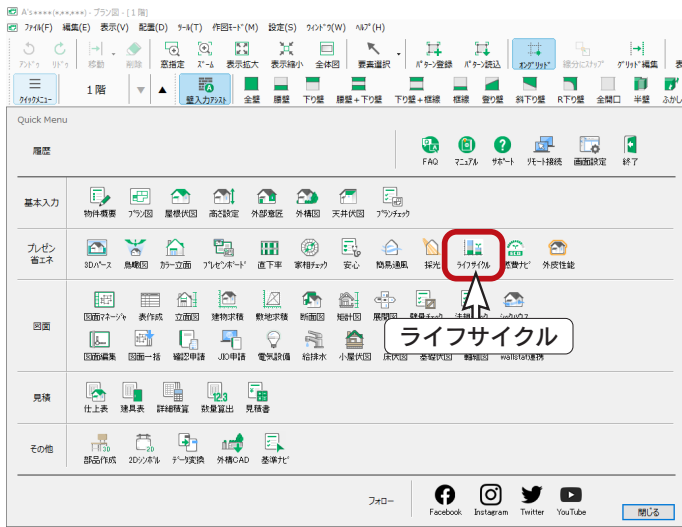 A's****(*.***.***) - プラン図 - [1 階]
ファイル(F) 編集(E) 表示(V) 配置(D) ツール(T) 作図モード(M) 設定(S) ウインドウ(W) ヘルプ(H)
アンドゥ リドゥ 移動 削除 窓指定 ズーム 表示拡大 表示縮小 全体図 要素選択 パターン登録 パターン読込 オングリッド 線分にスナップ グリッド編集 表
クイックメニュー 1 階 壁入力アシスト 全壁 腰壁 下り壁 腰壁+下り壁 下り壁+框線 框線 登り壁 斜下り壁 R下り壁 全開口 半壁 ふかし
Quick Menu
履歴
FAQ マニュアル サポート リモート接続 画面設定 終了
基本入力 物件概要 プラン図 屋根伏図 高さ設定 外部意匠 外構図 天井伏図 プランチェック
プレゼン
省エネ
3Dパース 鳥瞰図 カラー立面 プレゼンボード 直下率 家相チェック 安心 簡易通風 採光 ライフサイクル 燃費ナビ 外皮性能
図面
図面マネージャ 表作成 立面図 建物求積 敷地求積 断面図 矩計図 展開図
ライフサイクル
図面編集 図面一括 確認申請 JIO申請 電気設備 給排水 小屋伏図 床伏図 基礎伏図 軸組図 wallstat連携
見積 仕上表 建具表 詳細積算 数量算出 見積書
その他 部品作成 2Dシンボル データ変換 外構CAD 基準ナビ
フォロー Facebook Instagram Twitter YouTube
閉じる